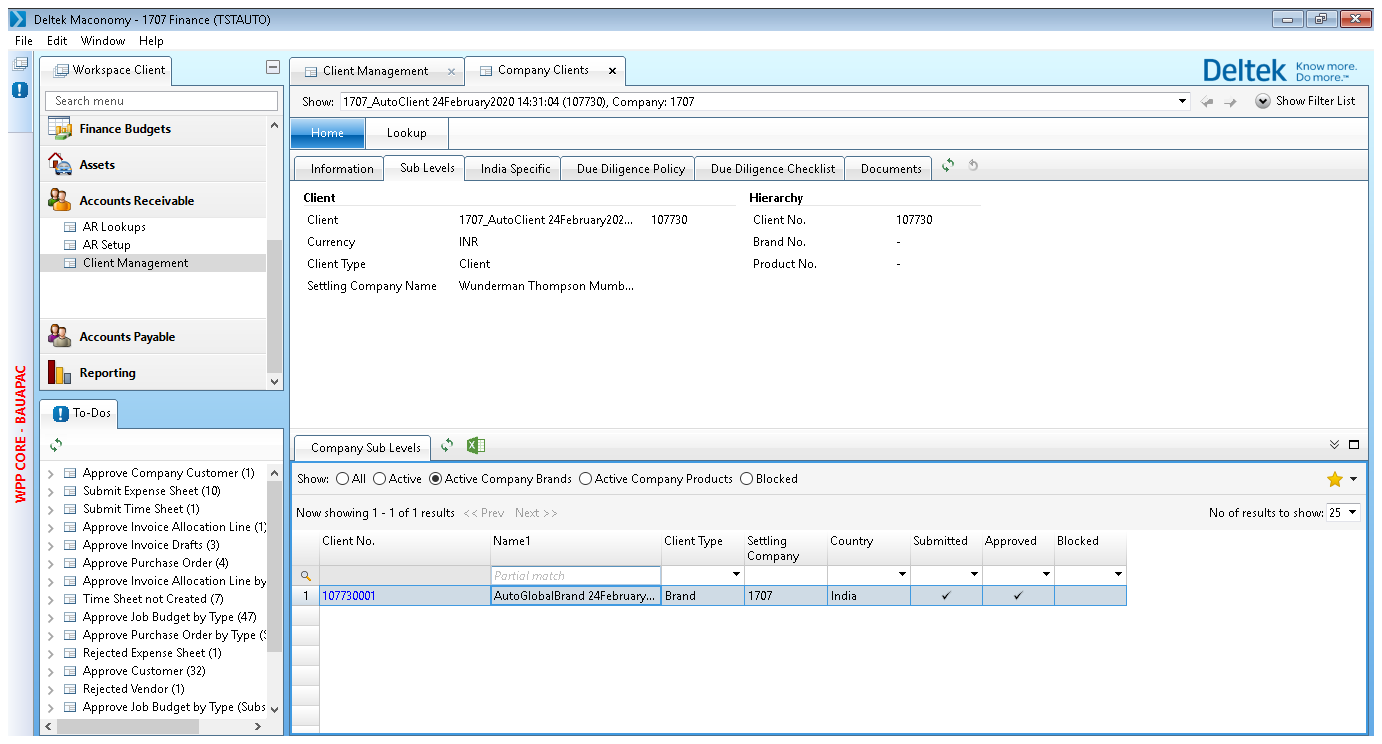 Deltek Maconomy - 1707 Finance (TSTAUTO)
File Edit Window Help
Workspace Client
Search menu
Finance Budgets
Assets
Accounts Receivable
AR Lookups
AR Setup
Client Management
Accounts Payable
Reporting
WPP CORE - BAUAPAC
To-Dos
Approve Company Customer (1)
Submit Expense Sheet (10)
Submit Time Sheet (1)
Approve Invoice Allocation Line (1)
Approve Invoice Drafts (3)
Approve Purchase Order (4)
Approve Invoice Allocation Line by
Time Sheet not Created (7)
Approve Job Budget by Type (47)
Approve Purchase Order by Type (S
Rejected Expense Sheet (1)
Approve Customer (32)
Rejected Vendor (1)
Approve Job Budget by Type (Subs
Client Management Company Clients
Deltek Know more.
Do more.™
Show: 1707_AutoClient 24February2020 14:31:04 (107730), Company: 1707 Show Filter List
Home Lookup
Information Sub Levels India Specific Due Diligence Policy Due Diligence Checklist Documents
Client Hierarchy
Client 1707_AutoClient 24February202... 107730 Client No. 107730
Currency INR Brand No. -
Client Type Client Product No. -
Settling Company Name Wunderman Thompson Mumb...
Company Sub Levels
Show: All Active Active Company Brands Active Company Products Blocked
Now showing 1 - 1 of 1 results << Prev Next >> No of results to show: 25
Client No. Name1 Client Type Settling Company Country Submitted Approved Blocked
Partial match
1 107730001 AutoGlobalBrand 24February... Brand 1707 India ✓ ✓